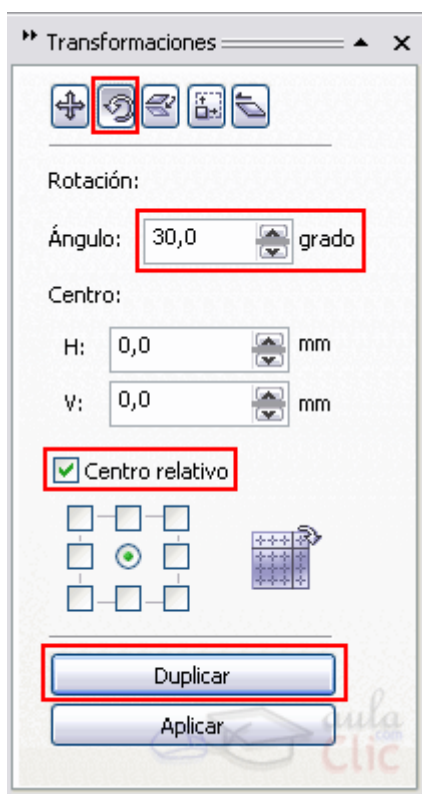 Transformaciones
Rotación:
Ángulo: 30,0 grado
Centro:
H: 0,0 mm
V: 0,0 mm
Centro relativo
Duplicar
Aplicar
aula
.com
Clic